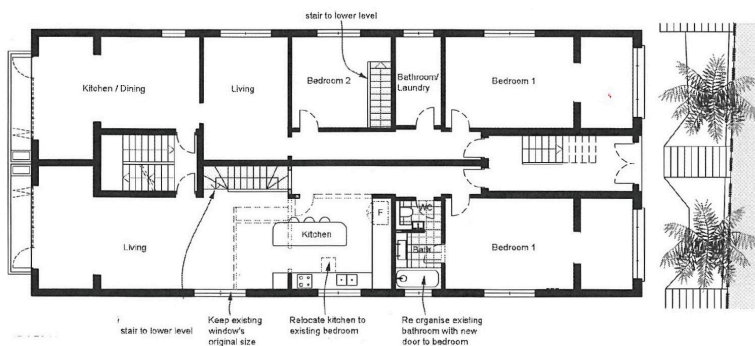 stair to lower level
Kitchen / Dining
Living
Bedroom 2
Bathroom/
Laundry
Bedroom 1
Living
Kitchen
F
WC
Bath
Bedroom 1
stair to lower level
Keep existing
window's
original size
Relocate kitchen to
existing bedroom
Re organise existing
bathroom with new
door to bedroom